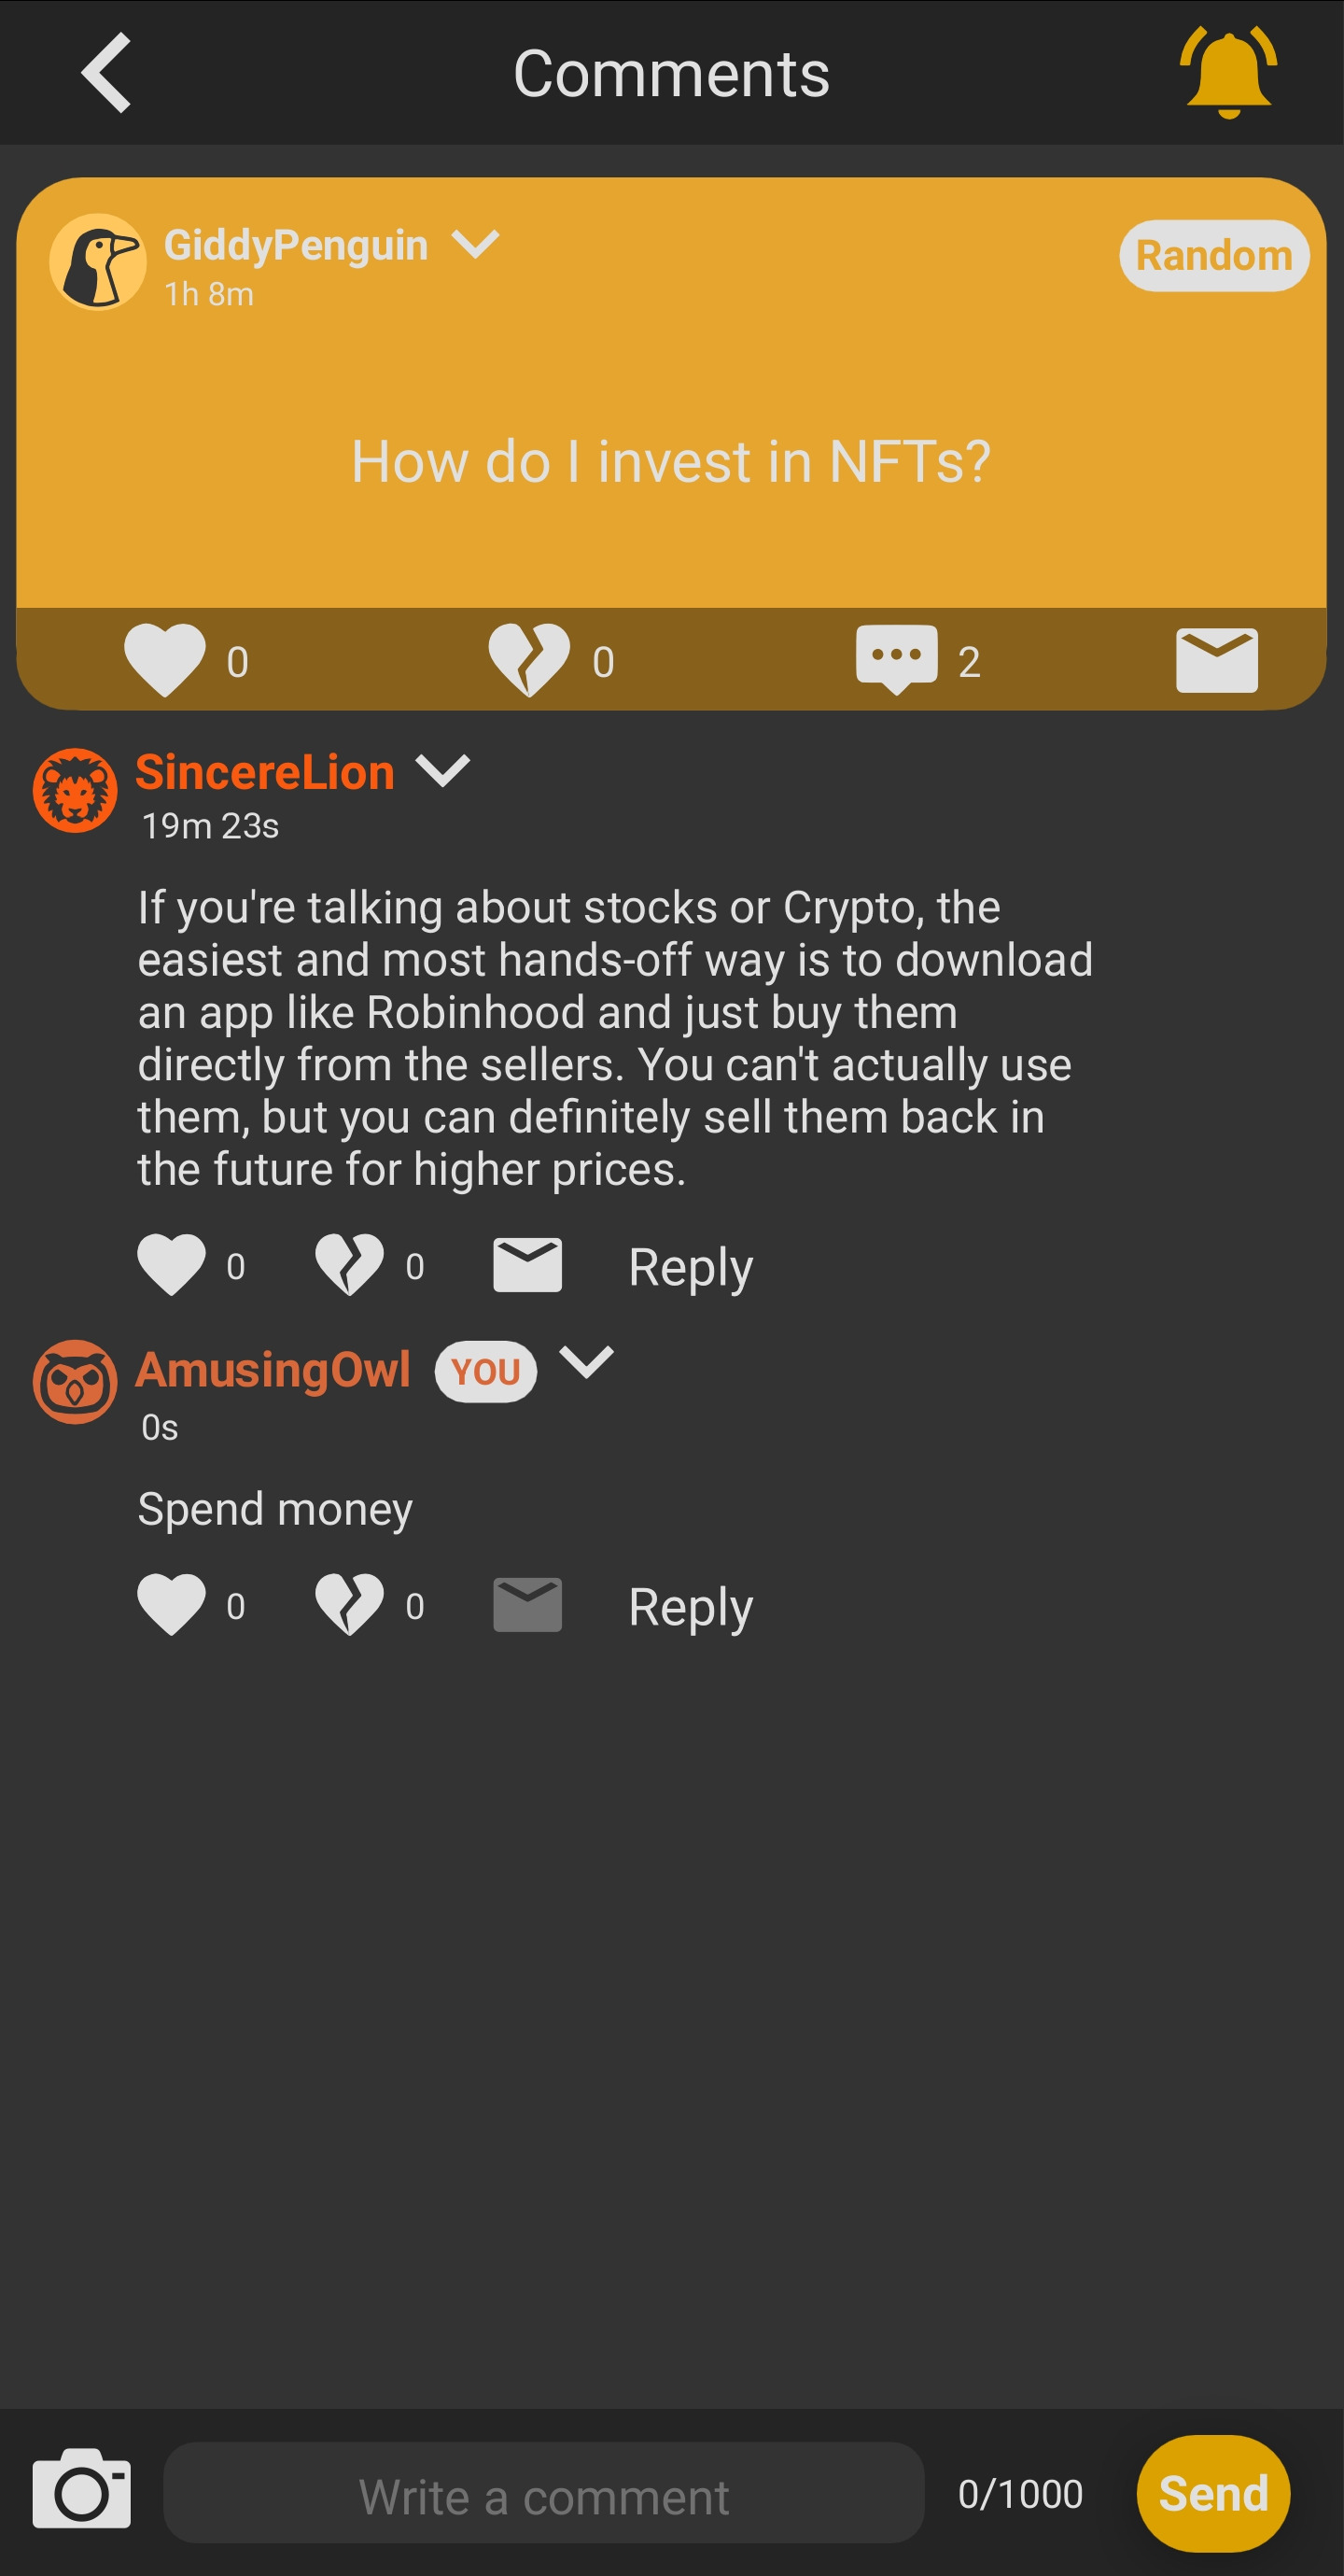 Comments
GiddyPenguin
Random
1h 8m
How do I invest in NFTs?
0
0
2
SincereLion
19m 23s
If you're talking about stocks or Crypto, the
easiest and most hands-off way is to download
an app like Robinhood and just buy them
directly from the sellers. You can't actually use
them, but you can definitely sell them back in
the future for higher prices.
0
0
Reply
AmusingOwl YOU
0s
Spend money
0
0
Reply
Write a comment
0/1000
Send